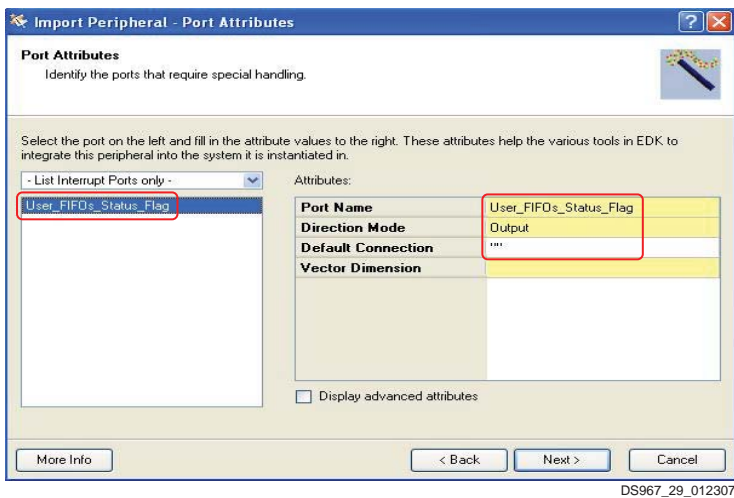 Import Peripheral - Port Attributes
Port Attributes
Identify the ports that require special handling.
Select the port on the left and fill in the attribute values to the right. These attributes help the various tools in EDK to
integrate this peripheral into the system it is instantiated in.
- List Interrupt Ports only -
User_FIFOs_Status_Flag
Attributes:
Port Name User_FIFOs_Status_Flag
Direction Mode Output
Default Connection ""
Vector Dimension
Display advanced attributes
More Info
< Back
Next >
Cancel
DS967_29_012307